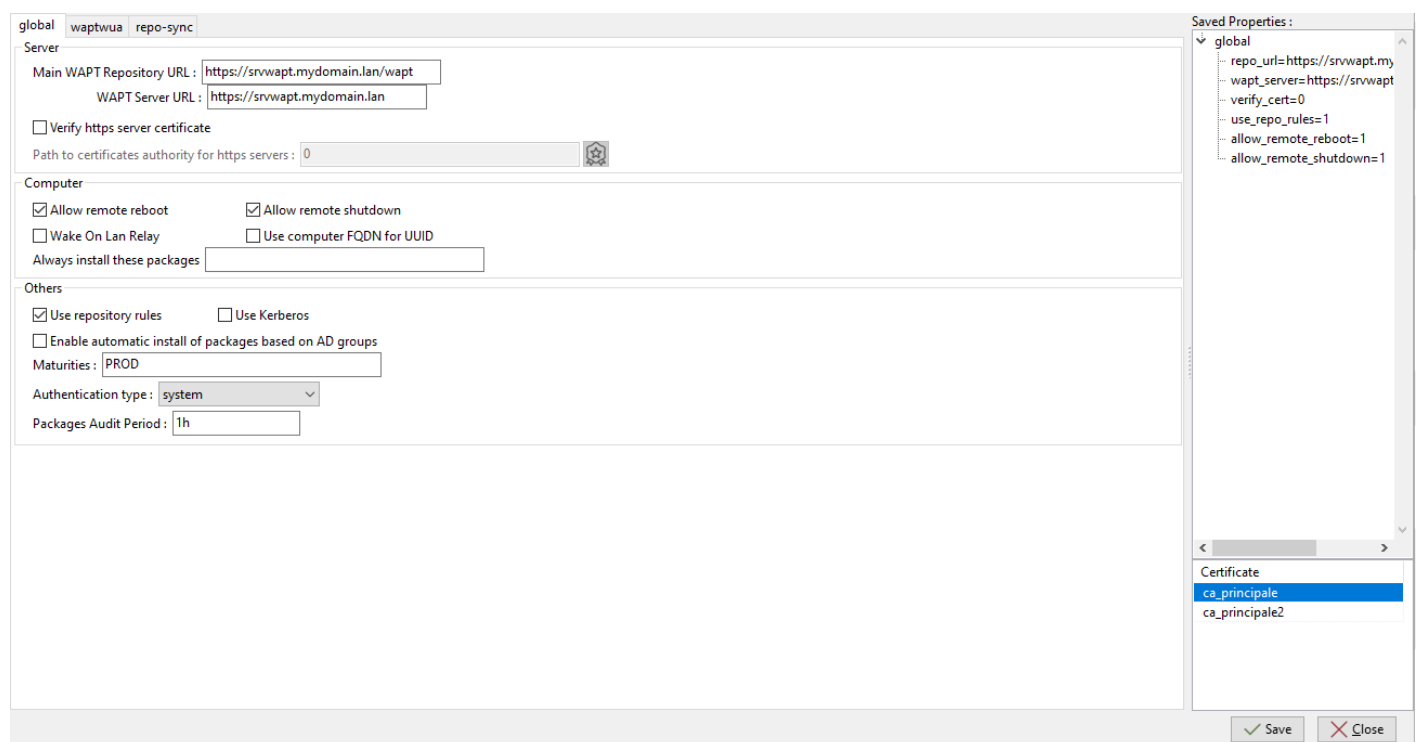 global waptwua repo-sync
Server
Main WAPT Repository URL : https://srvwapt.mydomain.lan/wapt
WAPT Server URL : https://srvwapt.mydomain.lan
Verify https server certificate
Path to certificates authority for https servers : 0
Computer
Allow remote reboot Allow remote shutdown
Wake On Lan Relay Use computer FQDN for UUID
Always install these packages
Others
Use repository rules Use Kerberos
Enable automatic install of packages based on AD groups
Maturities : PROD
Authentication type : system
Packages Audit Period : 1h
Saved Properties :
global
repo_url=https://srvwapt.my
wapt_server=https://srvwapt
verify_cert=0
use_repo_rules=1
allow_remote_reboot=1
allow_remote_shutdown=1
Certificate
ca_principale
ca_principale2
Save Close